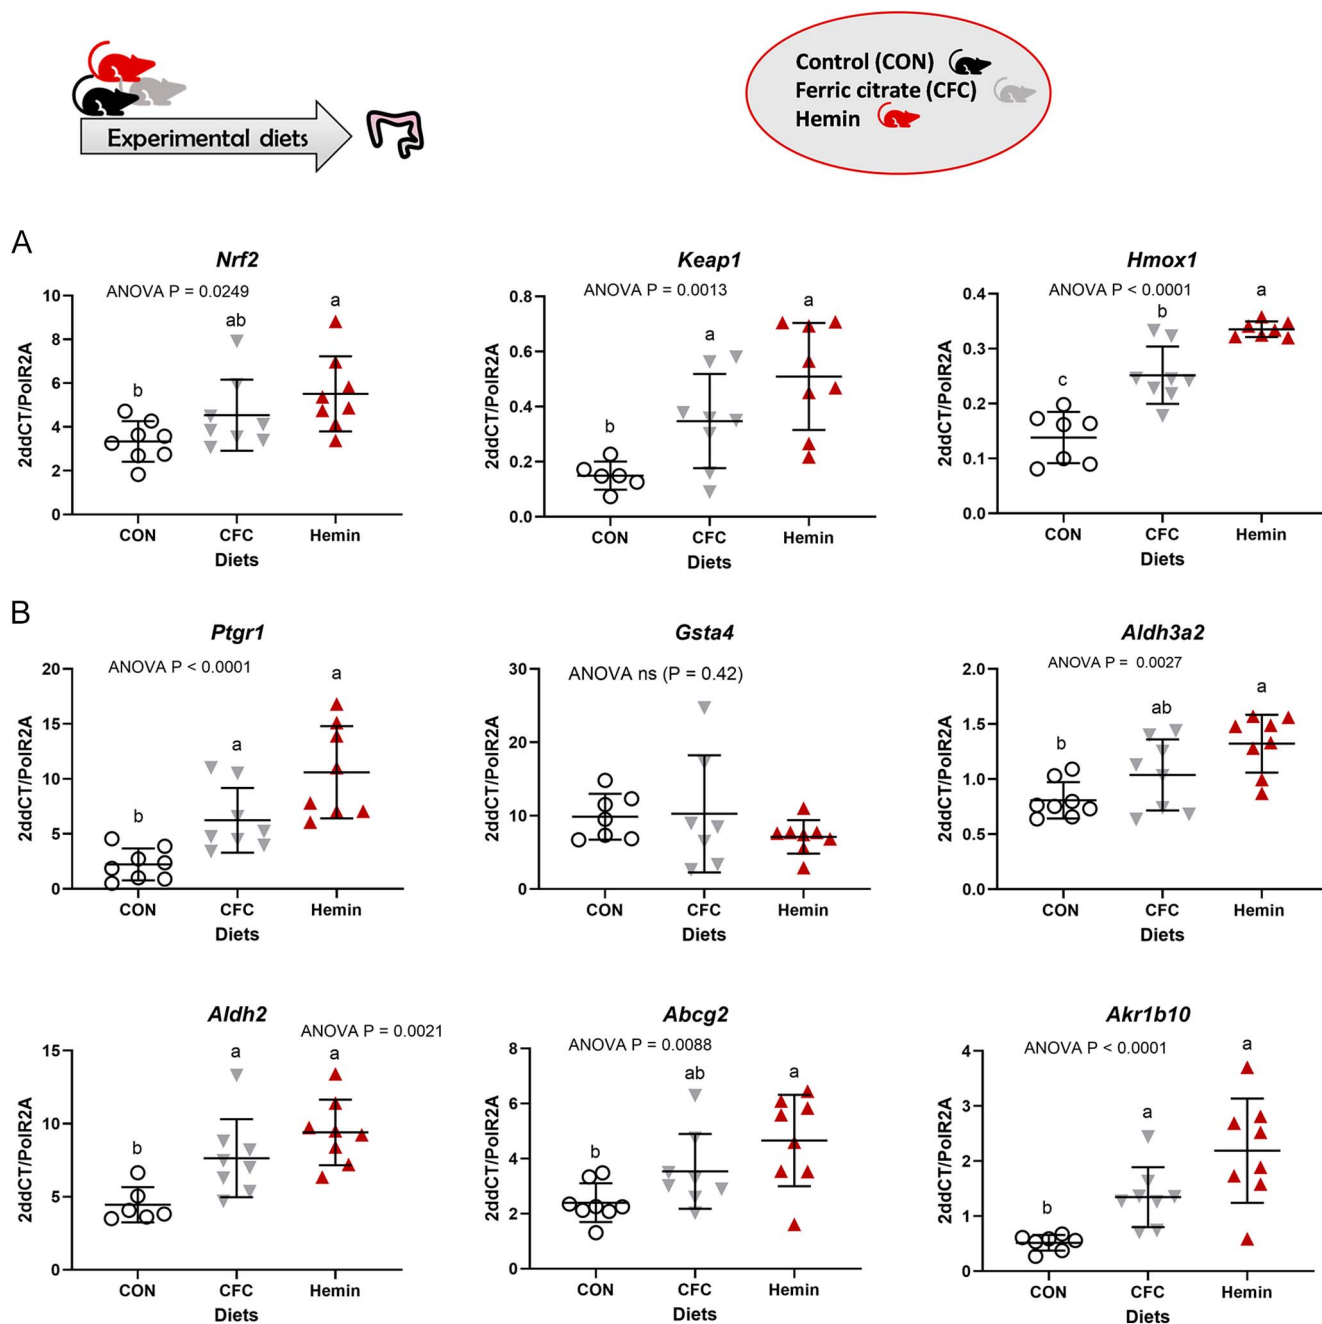 Experimental diets
Control (CON)
Ferric citrate (CFC)
Hemin
A
Nrf2
ANOVA P = 0.0249
2ddCT/PolR2A
10
8
6
4
2
0
b
ab
a
CON
CFC
Hemin
Diets
Keap1
ANOVA P = 0.0013
2ddCT/PolR2A
0.8
0.6
0.4
0.2
0.0
b
a
a
CON
CFC
Hemin
Diets
Hmox1
ANOVA P < 0.0001
2ddCT/PolR2A
0.4
0.3
0.2
0.1
0.0
c
b
a
CON
CFC
Hemin
Diets
B
Ptgr1
ANOVA P < 0.0001
2ddCT/PolR2A
20
15
10
5
0
b
a
a
CON
CFC
Hemin
Diets
Gsta4
ANOVA ns (P = 0.42)
2ddCT/PolR2A
30
20
10
0
CON
CFC
Hemin
Diets
Aldh3a2
ANOVA P = 0.0027
2ddCT/PolR2A
2.0
1.5
1.0
0.5
0.0
b
ab
a
CON
CFC
Hemin
Diets
Aldh2
ANOVA P = 0.0021
2ddCT/PolR2A
15
10
5
0
b
a
a
CON
CFC
Hemin
Diets
Abcg2
ANOVA P = 0.0088
2ddCT/PolR2A
8
6
4
2
0
b
ab
a
CON
CFC
Hemin
Diets
Akr1b10
ANOVA P < 0.0001
2ddCT/PolR2A
4
3
2
1
0
b
a
a
CON
CFC
Hemin
Diets